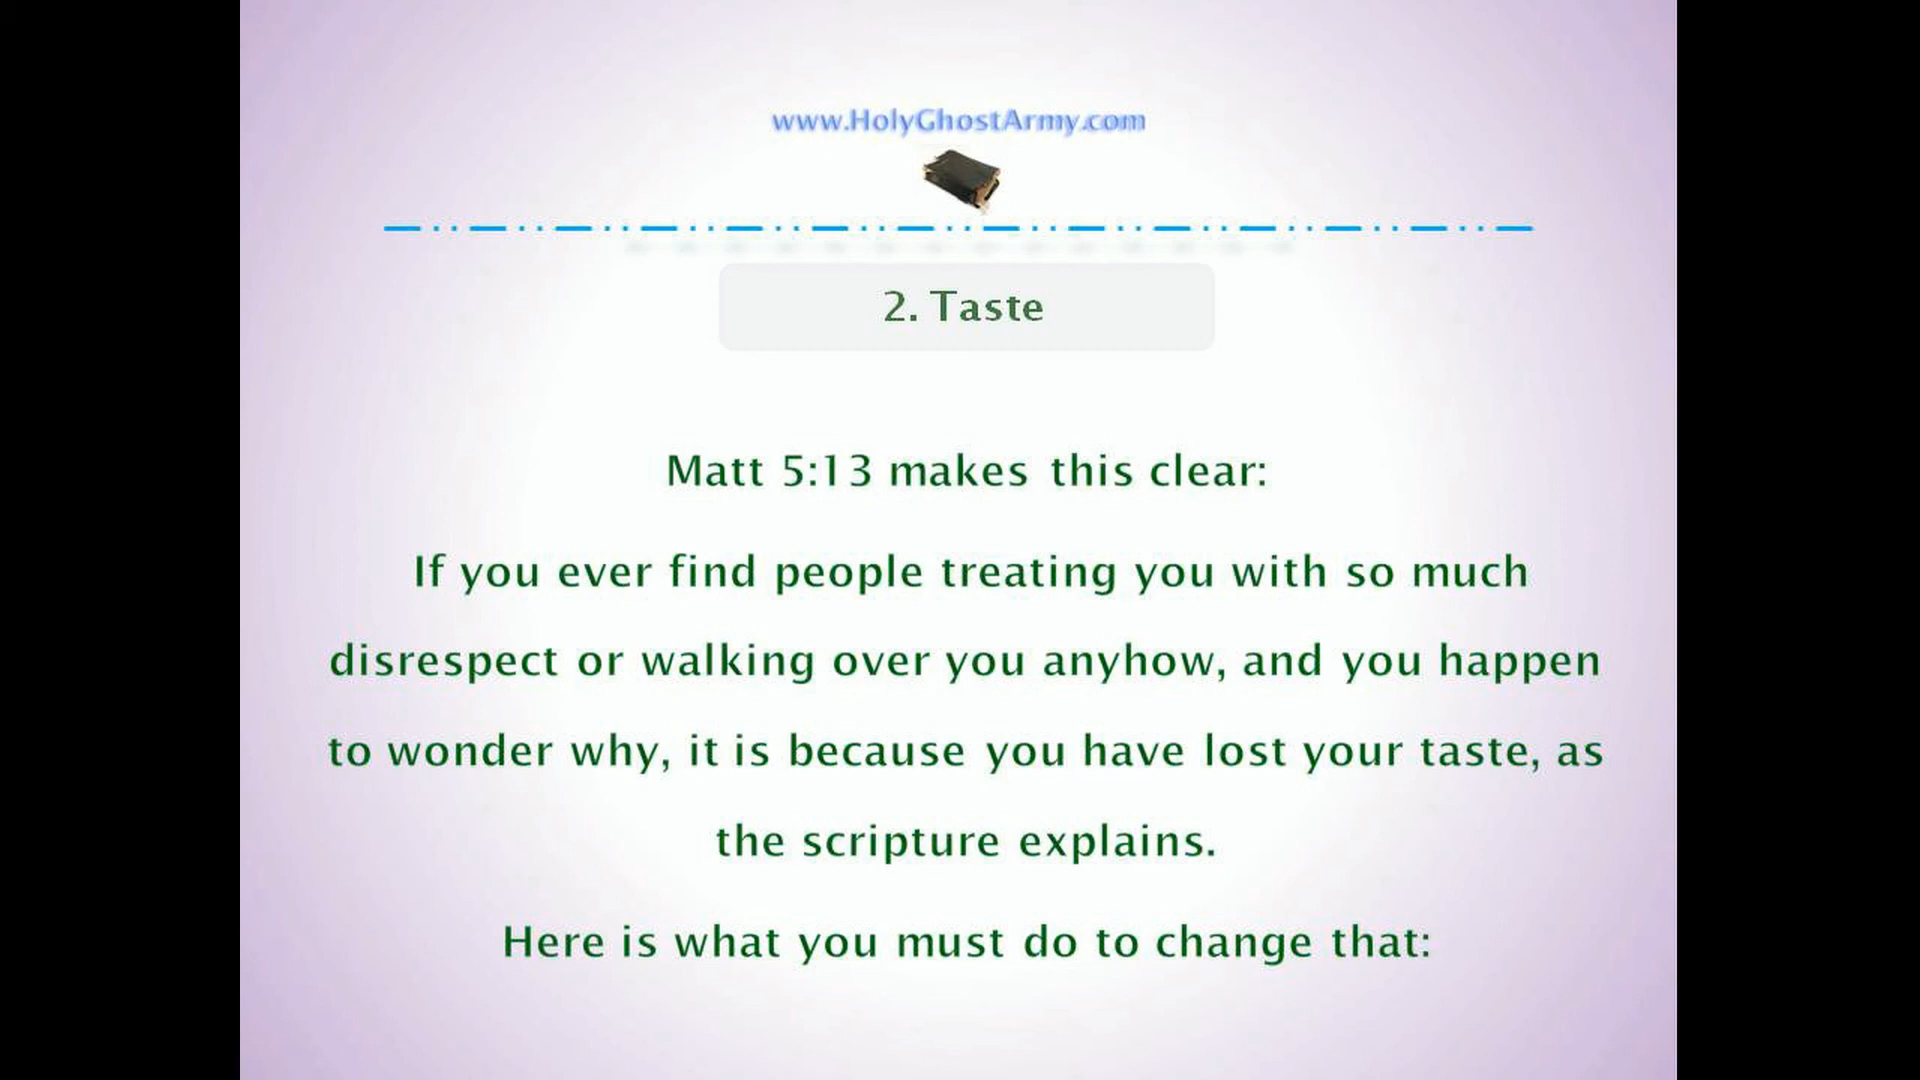 www.HolyGhostArmy.com
2. Taste
Matt 5:13 makes this clear:
If you ever find people treating you with so much
disrespect or walking over you anyhow, and you happen
to wonder why, it is because you have lost your taste, as
the scripture explains.
Here is what you must do to change that: